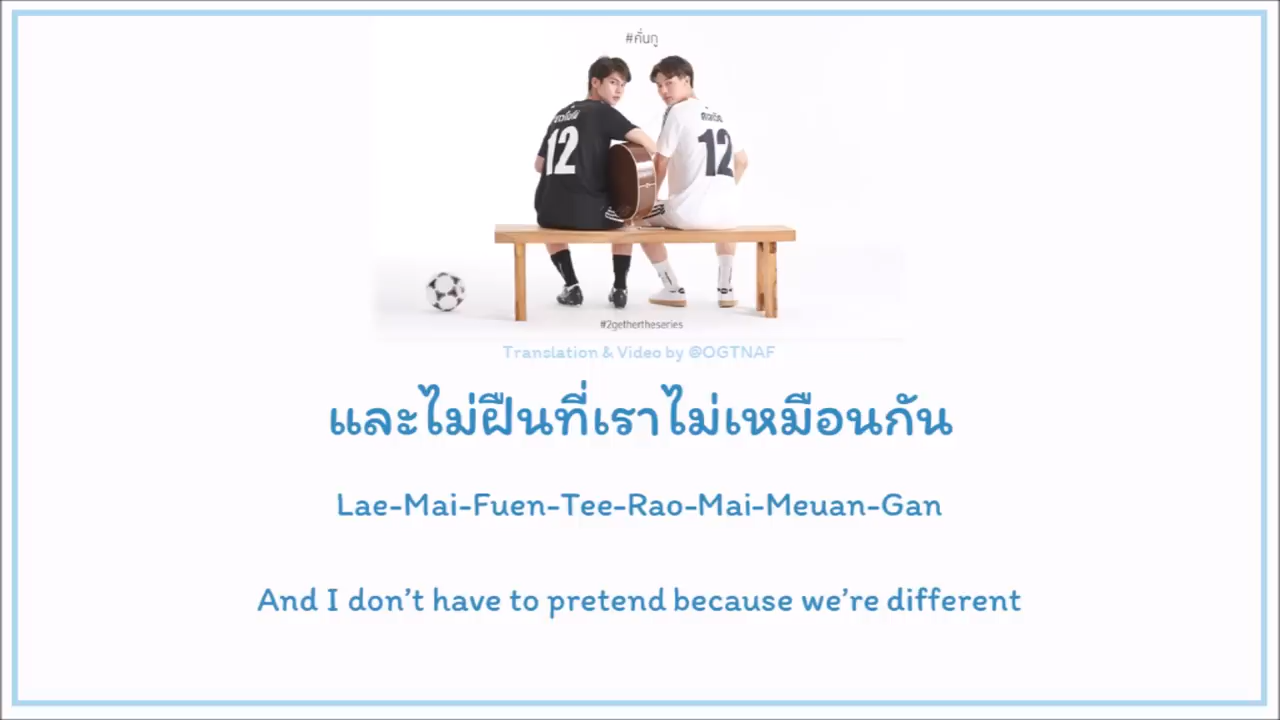 #คั่นกู
12
12
#2gethertheseries
Translation & Video by @OGTNAF
และไม่ฝืนที่เราไม่เหมือนกัน
Lae-Mai-Fuen-Tee-Rao-Mai-Meuan-Gan
And I don't have to pretend because we're different